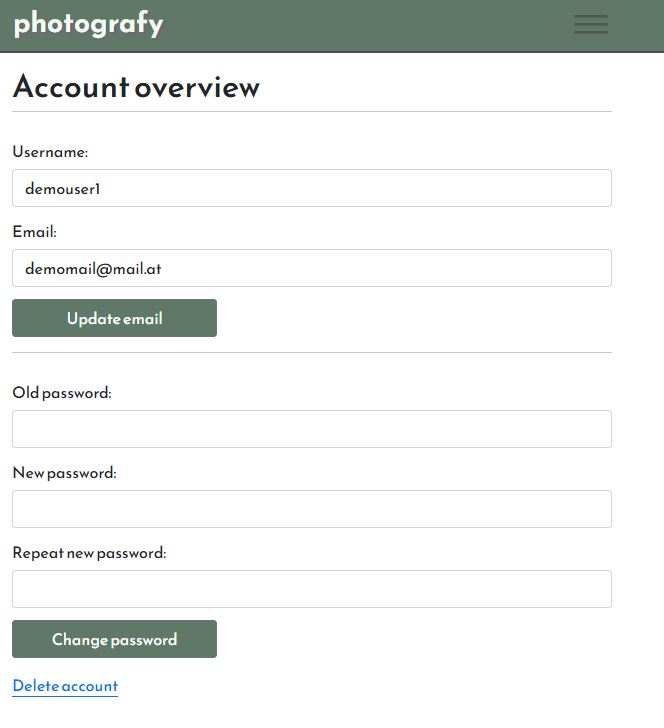 photografy
Account overview
Username:
demouser1
Email:
demomail@mail.at
Update email
Old password:
New password:
Repeat new password:
Change password
Delete account